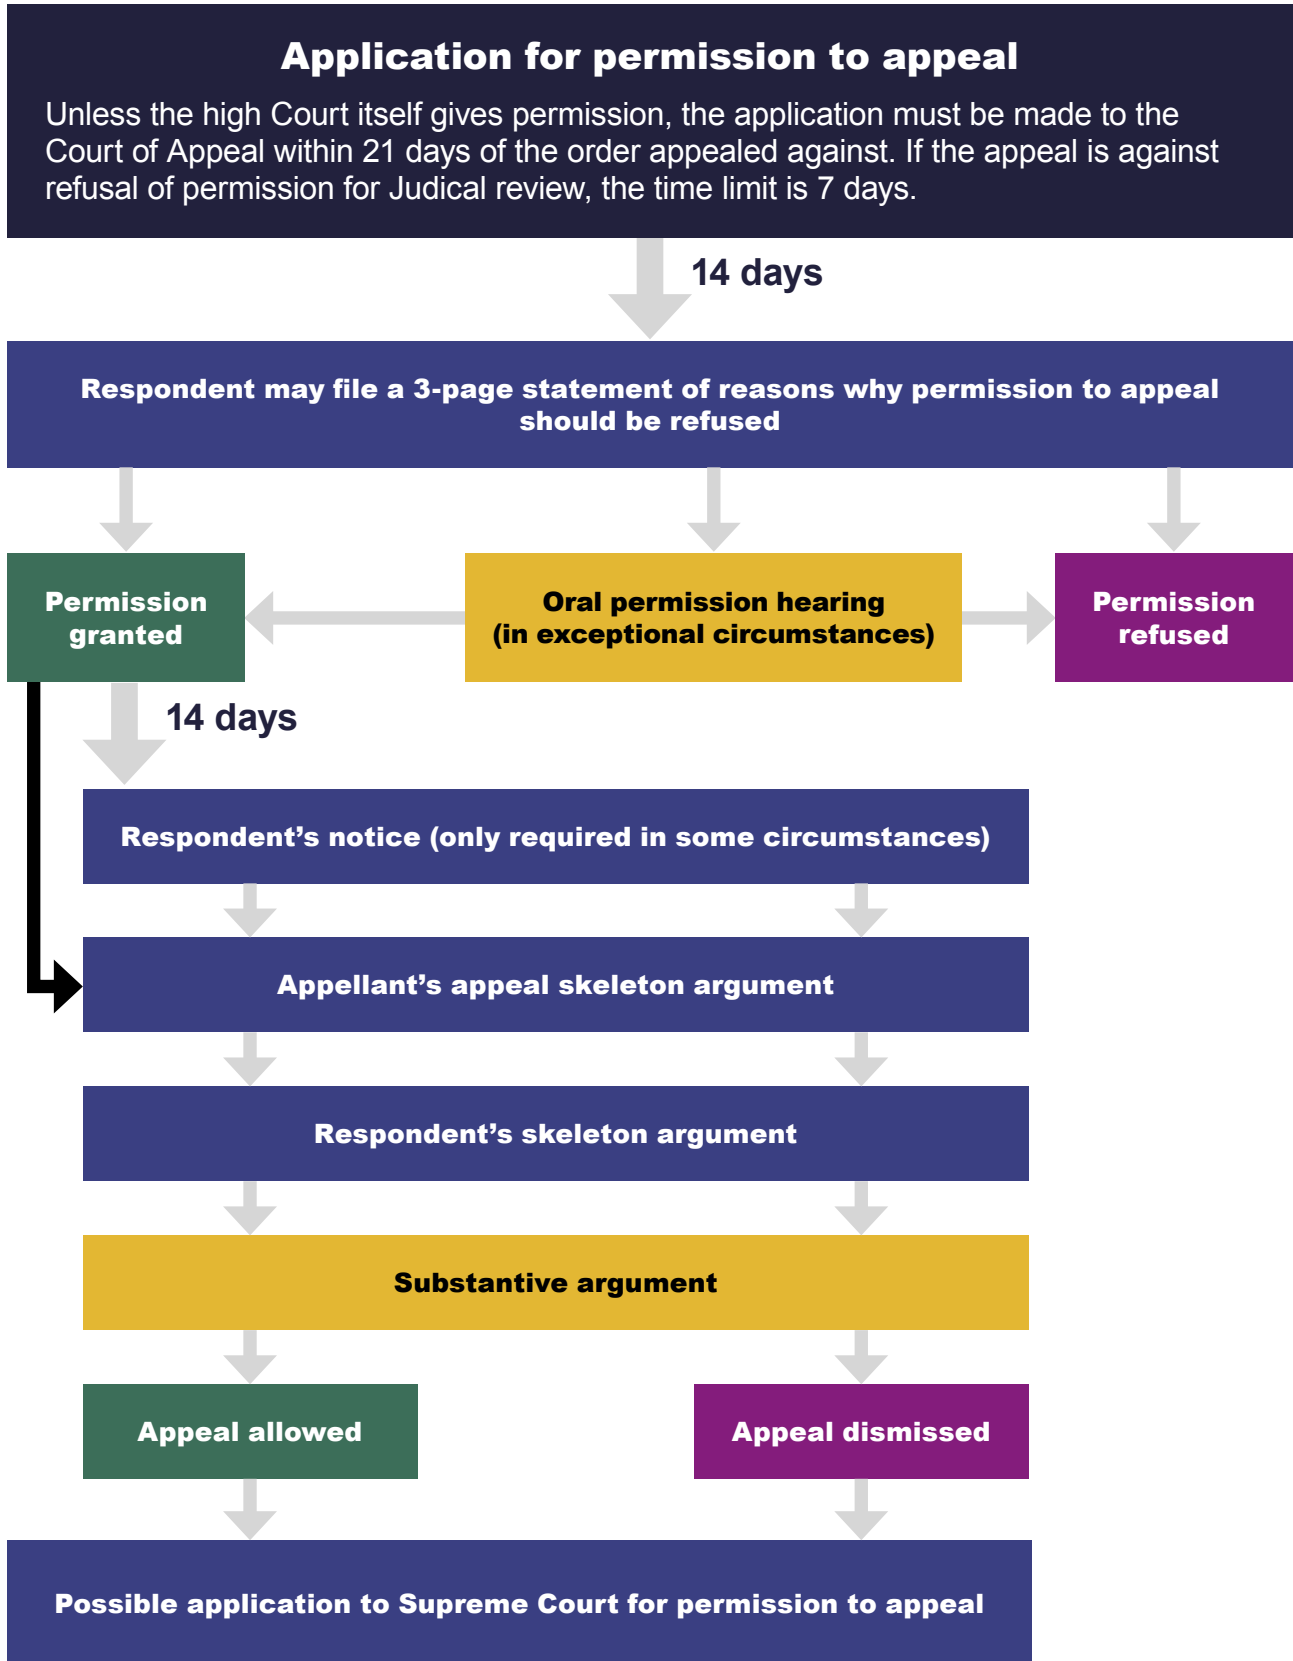 Application for permission to appeal
Unless the high Court itself gives permission, the application must be made to the
Court of Appeal within 21 days of the order appealed against. If the appeal is against
refusal of permission for Judical review, the time limit is 7 days.
14 days
Respondent may file a 3-page statement of reasons why permission to appeal
should be refused
Permission
granted
Oral permission hearing
(in exceptional circumstances)
Permission
refused
14 days
Respondent’s notice (only required in some circumstances)
Appellant’s appeal skeleton argument
Respondent’s skeleton argument
Substantive argument
Appeal allowed
Appeal dismissed
Possible application to Supreme Court for permission to appeal